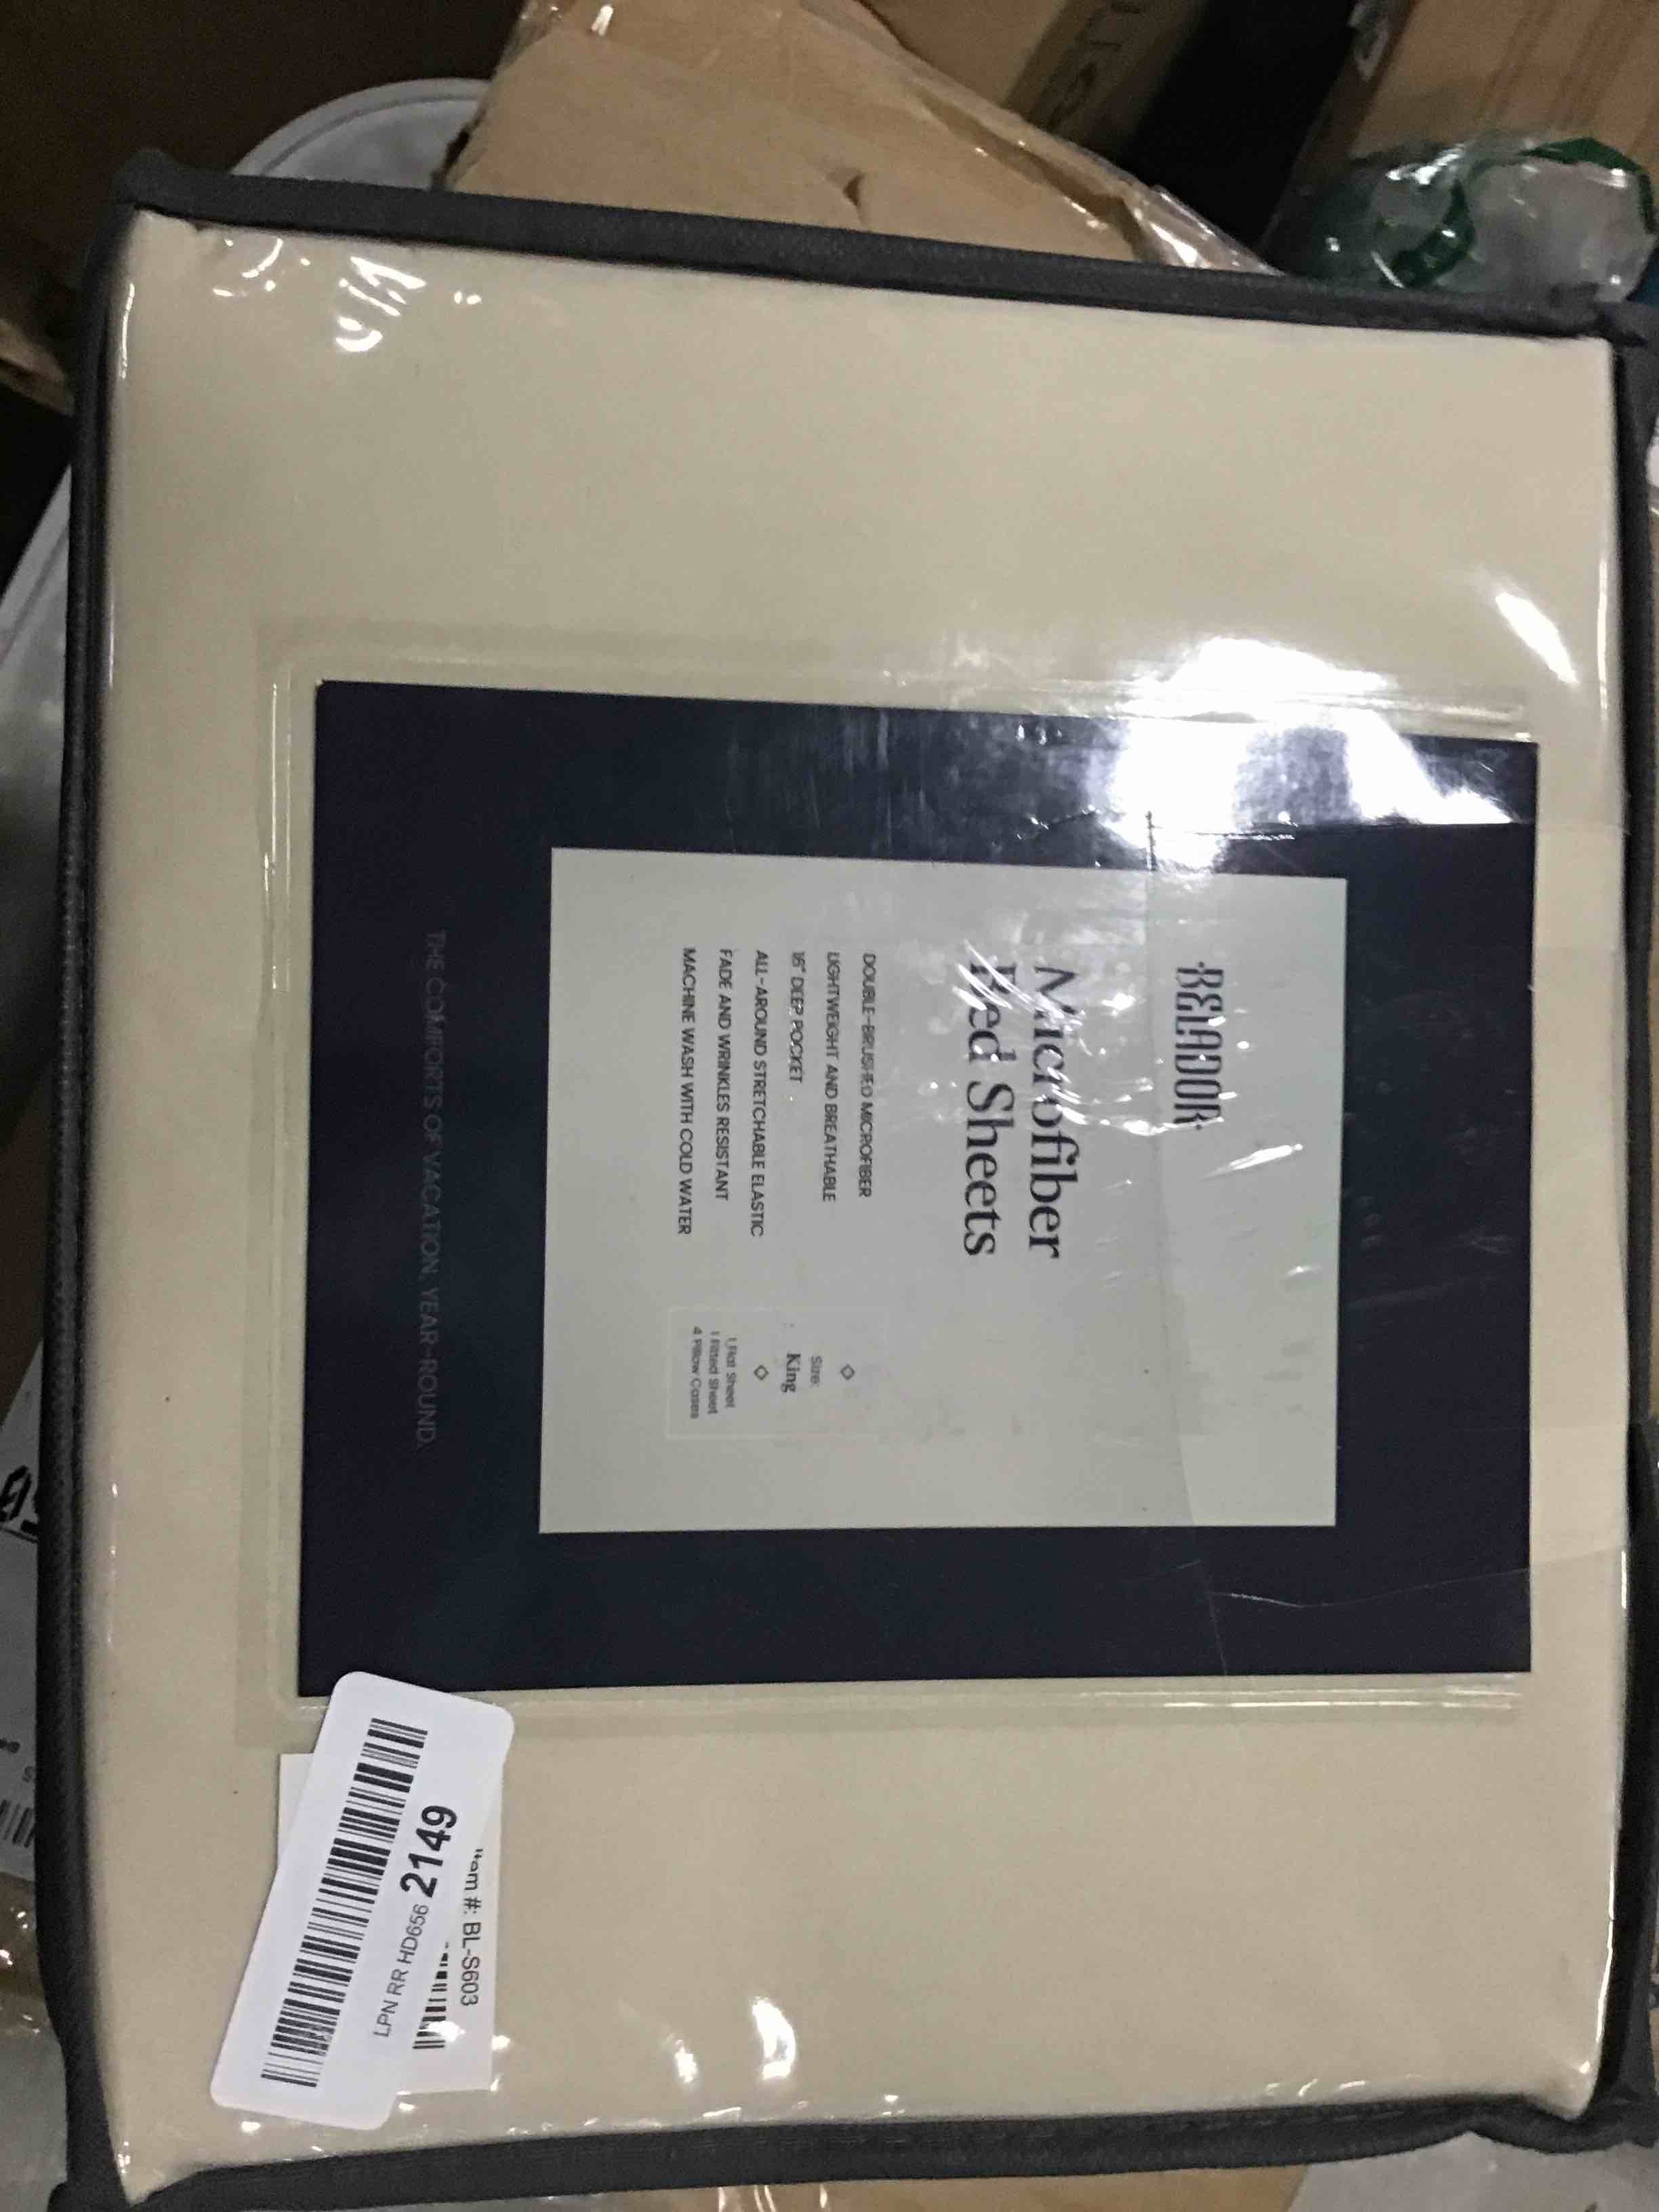 BELADOR
Microfiber
Bed Sheets
DOUBLE-BRUSHED MICROFIBER
LIGHTWEIGHT AND BREATHABLE
16" DEEP POCKET
ALL-AROUND STRETCHABLE ELASTIC
FADE AND WRINKLES RESISTANT
MACHINE WASH WITH COLD WATER
Size:
King
1 Flat Sheet
1 Fitted Sheet
4 Pillow Cases
THE COMFORTS OF VACATION, YEAR-ROUND.
Item #: BL-S603
LPN RR HD656 2149